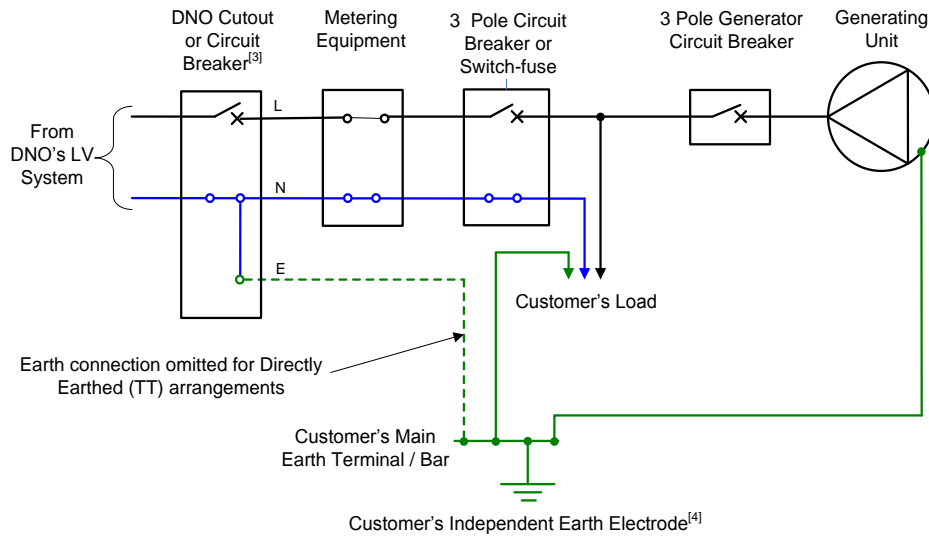 DNO Cutout
or Circuit
Breaker[3]
Metering
Equipment
3 Pole Circuit
Breaker or
Switch-fuse
3 Pole Generator
Circuit Breaker
Generating
Unit
L
From
DNO's LV
System
N
E
Customer's Load
Earth connection omitted for Directly
Earthed (TT) arrangements
Customer's Main
Earth Terminal / Bar
Customer's Independent Earth Electrode[4]